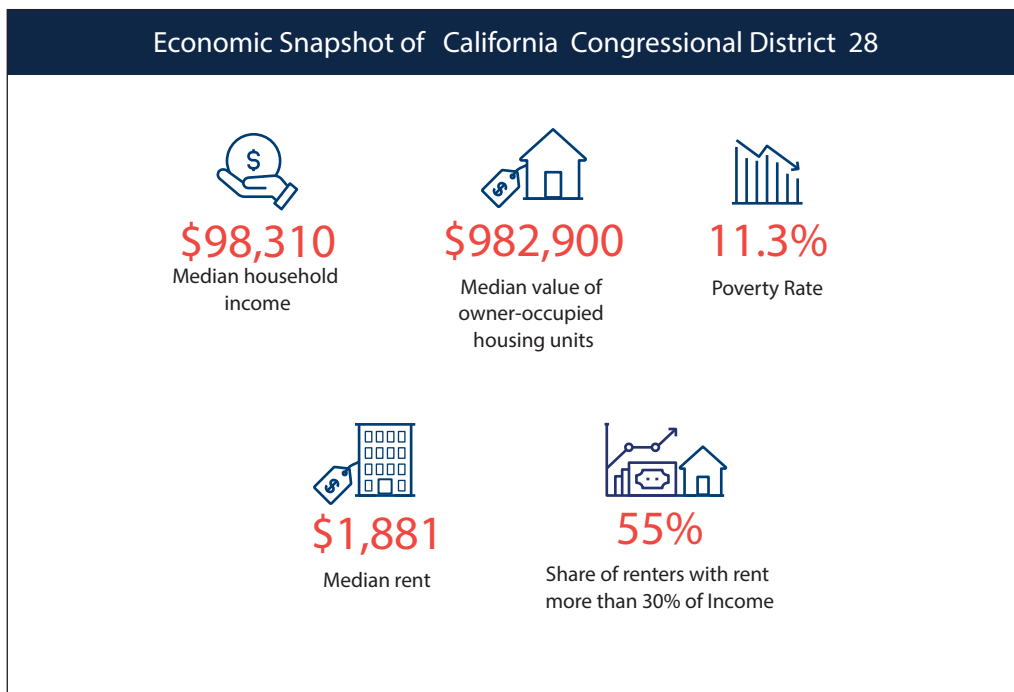 Economic Snapshot of California Congressional District 28
$
$98,310
Median household
income
$
$982,900
Median value of
owner-occupied
housing units
11.3%
Poverty Rate
$
$1,881
Median rent
55%
Share of renters with rent
more than 30% of Income